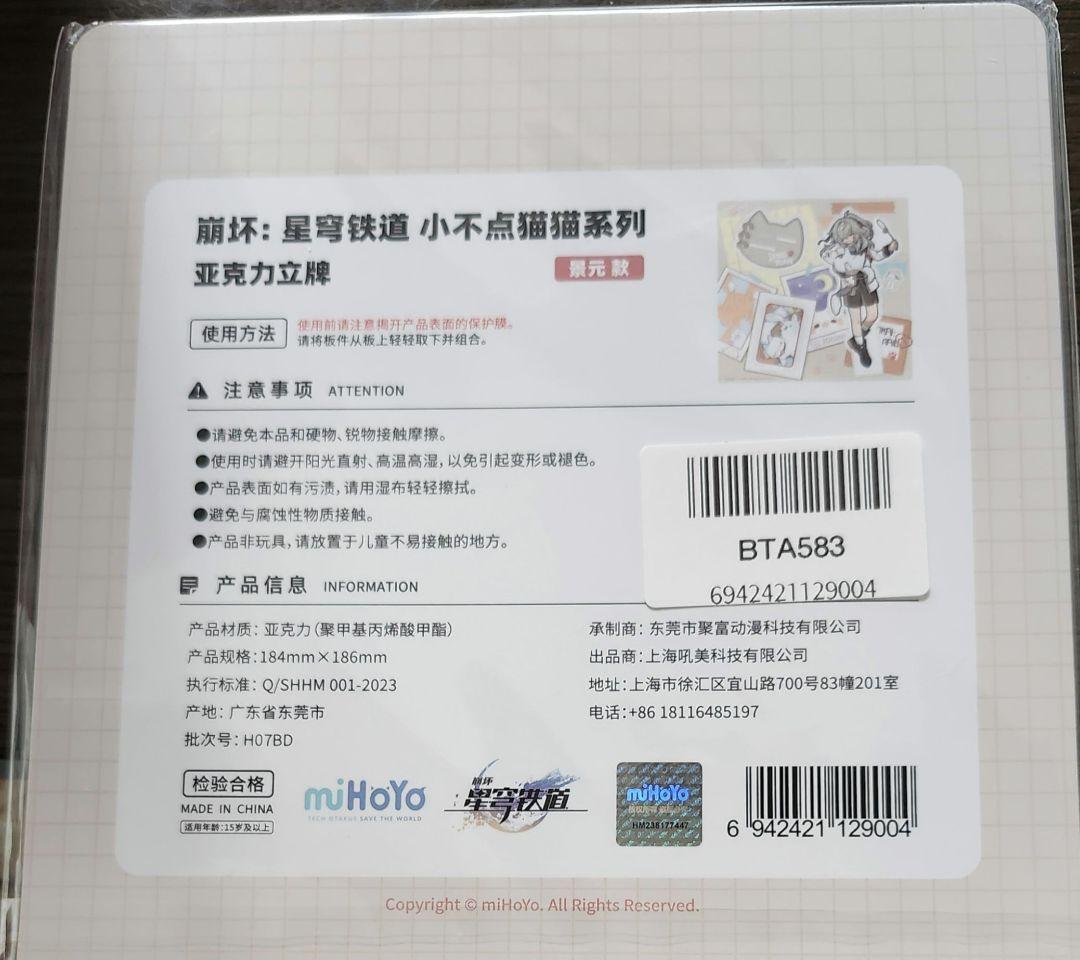 崩坏：星穹铁道 小不点猫猫系列
亚克力立牌
景元 款
使用方法
使用前请注意揭开产品表面的保护膜。
请将板件从板上轻轻取下并组合。
注意事项 ATTENTION
●请避免本品和硬物、锐物接触摩擦。
●使用时请避开阳光直射、高温高湿，以免引起变形或褪色。
●产品表面如有污渍，请用湿布轻轻擦拭。
●避免与腐蚀性物质接触。
●产品非玩具，请放置于儿童不易接触的地方。
BTA583
6942421129004
产品信息 INFORMATION
产品材质：亚克力（聚甲基丙烯酸甲酯）
产品规格：184mm×186mm
执行标准：Q/SHHM 001-2023
产地：广东省东莞市
批次号：H07BD
承制商：东莞市聚富动漫科技有限公司
出品商：上海吼美科技有限公司
地址：上海市徐汇区宜山路700号83幢201室
电话：+86 18116485197
检验合格
MADE IN CHINA
适用年龄：15岁及以上
miHoYo
TECH OTAKUS SAVE THE WORLD
崩坏
星穹铁道
miHoYo
HM238177447
6 942421 129004
Copyright © miHoYo. All Rights Reserved.